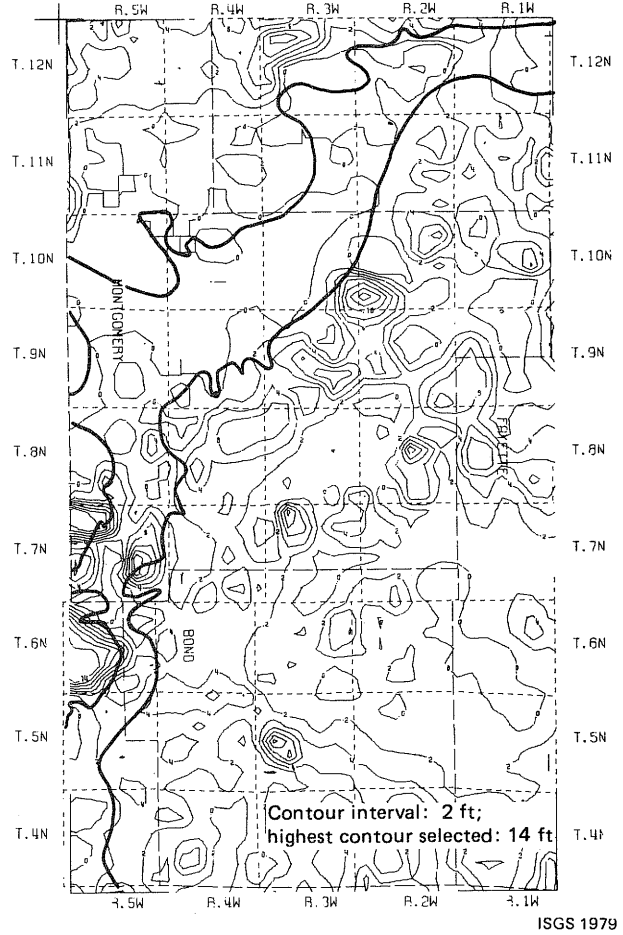 R.5W R.4W R.3W R.2W R.1W
T.12N T.12N
T.11N T.11N
T.10N T.10N
MONTGOMERY
T.9N T.9N
FAYETTE
T.8N T.8N
T.7N T.7N
BOND
T.6N T.6N
T.5N T.5N
Contour interval: 2 ft;
highest contour selected: 14 ft
T.4N T.4N
R.5W R.4W R.3W R.2W R.1W
ISGS 1979